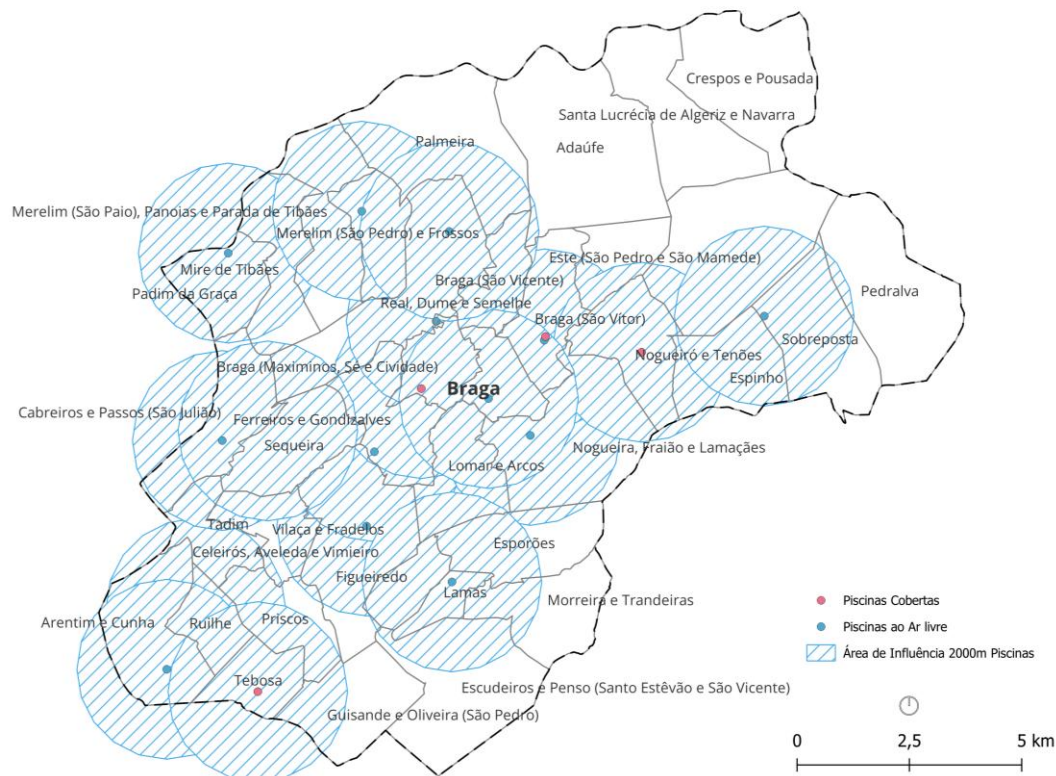 Crespos e Pousada
Santa Lucrécia de Algeriz e Navarra
Palmeira
Adaúfe
Merelim (São Paio), Panoias e Parada de Tibães
Merelim (São Pedro) e Frossos
Este (São Pedro e São Mamede)
Mire de Tibães
Braga (São Vicente)
Padim da Graça
Pedralva
Real, Dume e Semelhe
Braga (São Vítor)
Sobreposta
Nogueiró e Tenões
Braga (Maximinos, Sé e Cividade)
Espinho
Braga
Cabreiros e Passos (São Julião)
Ferreiros e Gondizalves
Sequeira
Nogueira, Fraião e Lamaçães
Lomar e Arcos
Tadim
Vilaça e Fradelos
Esporões
Celeirós, Aveleda e Vimieiro
Figueiredo
Lamas
Morreira e Trandeiras
Arentim e Cunha
Ruilhe
Priscos
Tebosa
Escudeiros e Penso (Santo Estêvão e São Vicente)
Guisande e Oliveira (São Pedro)
Piscinas Cobertas
Piscinas ao Ar livre
Área de Influência 2000m Piscinas
0 2,5 5 km